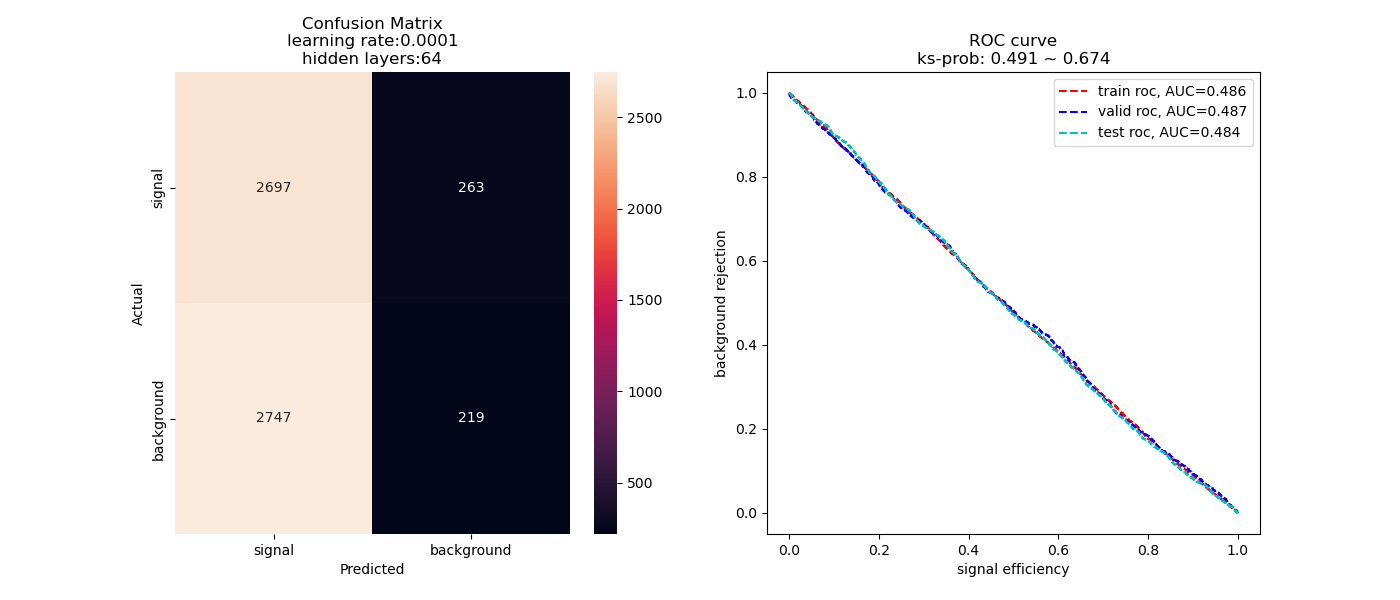 Confusion Matrix
learning rate:0.0001
hidden layers:64
signal
background
Actual
2697
263
2747
219
signal
background
Predicted
2500
2000
1500
1000
500
ROC curve
ks-prob: 0.491 ~ 0.674
train roc, AUC=0.486
valid roc, AUC=0.487
test roc, AUC=0.484
background rejection
1.0
0.8
0.6
0.4
0.2
0.0
0.0
0.2
0.4
0.6
0.8
1.0
signal efficiency